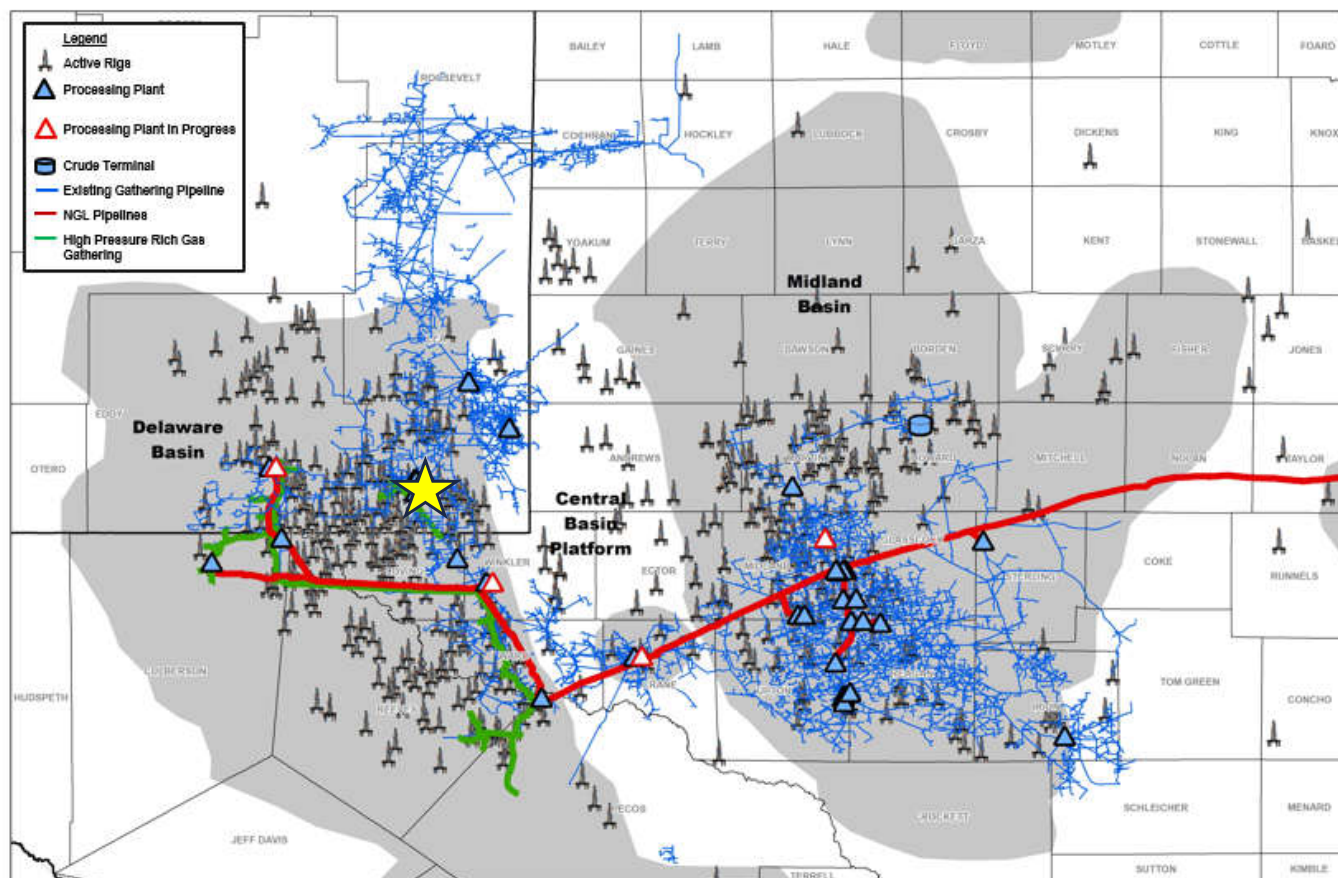 Legend
Active Rigs
Processing Plant
Processing Plant In Progress
Crude Terminal
Existing Gathering Pipeline
NGL Pipelines
High Pressure Rich Gas
Gathering
BAILEY
LAMB
HALE
FLOYD
MOTLEY
COTTLE
FOARD
ROOSEVELT
COCHRAN
HOCKLEY
LUBBOCK
CROSBY
DICKENS
KING
KNOX
YOAKUM
TERRY
LYNN
GARZA
KENT
STONEWALL
Midland
Basin
GAINES
DAWSON
BORDEN
SCURRY
FISHER
JONES
EDDY
Delaware
Basin
OTERO
ANDREWS
MITCHELL
NOLAN
TAYLOR
Central
Basin
Platform
WINKLER
ECTOR
GLASSCOCK
STERLING
COKE
RUNNELS
CULBERSON
HUDSPETH
CRANE
UPTON
TOM GREEN
CONCHO
REEVES
PECOS
CROCKETT
SCHLEICHER
MENARD
JEFF DAVIS
TERRELL
SUTTON
KIMBLE